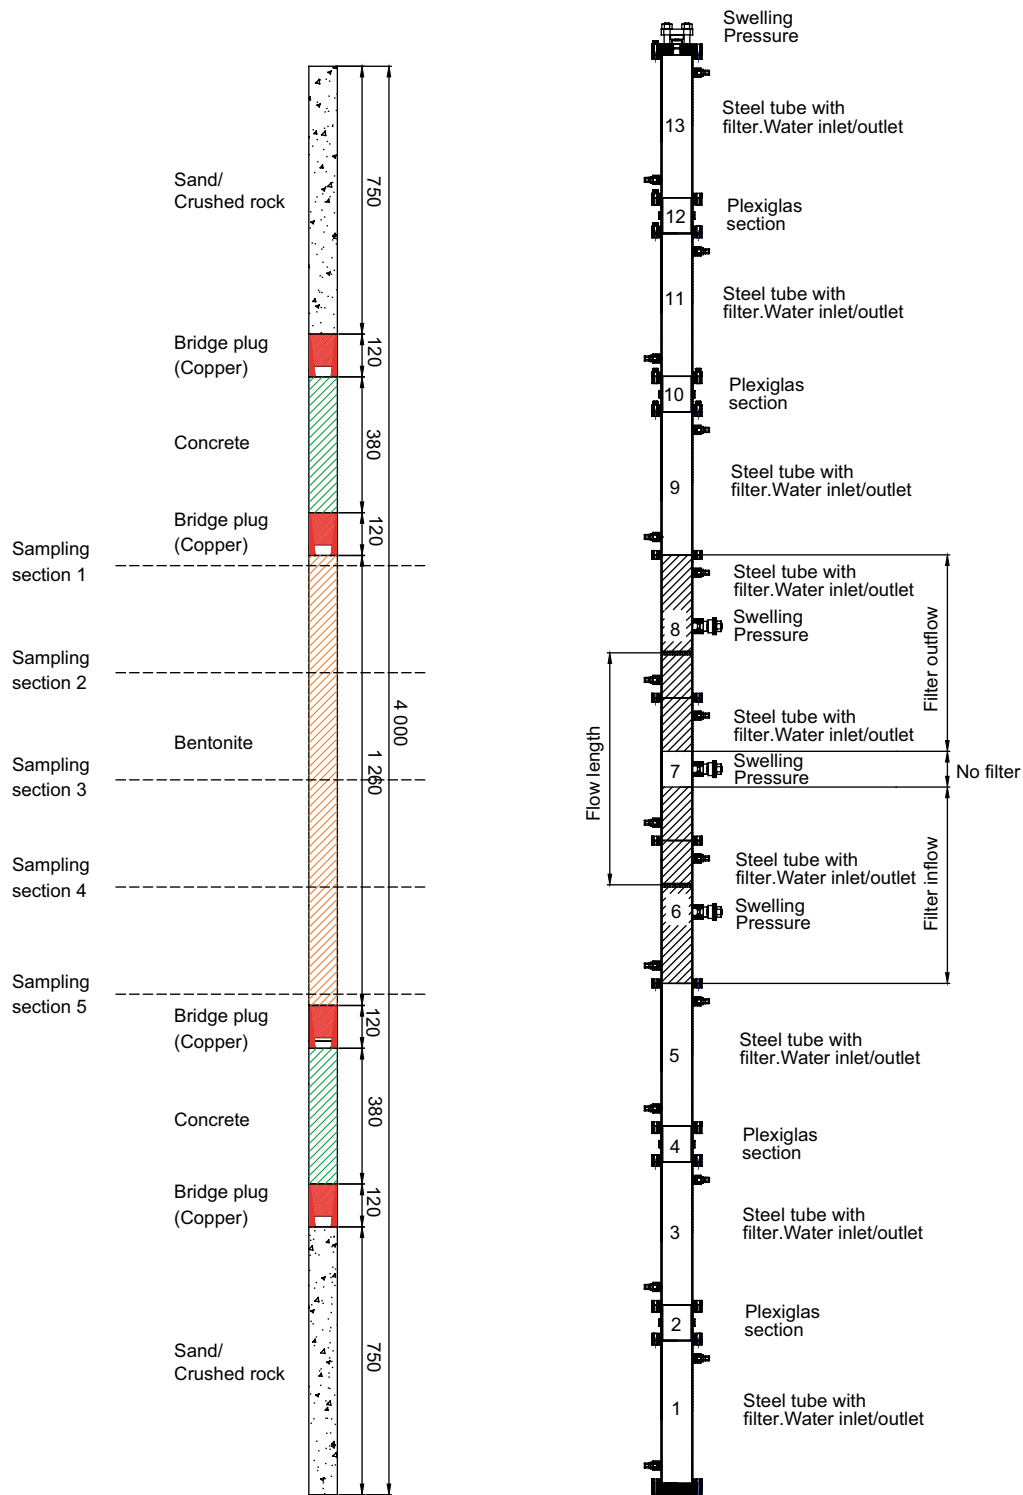 Swelling
Pressure
Steel tube with
filter.Water inlet/outlet
13
Sand/
Crushed rock
750
12
Plexiglas
section
11
Steel tube with
filter.Water inlet/outlet
Bridge plug
(Copper)
120
10
Plexiglas
section
Concrete
380
9
Steel tube with
filter.Water inlet/outlet
Bridge plug
(Copper)
120
Sampling
section 1
Steel tube with
filter.Water inlet/outlet
8
Swelling
Pressure
Filter outflow
Sampling
section 2
4 000
Bentonite
1 260
Steel tube with
filter.Water inlet/outlet
Flow length
7
Swelling
Pressure
No filter
Sampling
section 3
Sampling
section 4
Steel tube with
filter.Water inlet/outlet
6
Swelling
Pressure
Filter inflow
Sampling
section 5
Bridge plug
(Copper)
120
5
Steel tube with
filter.Water inlet/outlet
Concrete
380
4
Plexiglas
section
Bridge plug
(Copper)
120
3
Steel tube with
filter.Water inlet/outlet
2
Plexiglas
section
Sand/
Crushed rock
750
1
Steel tube with
filter.Water inlet/outlet